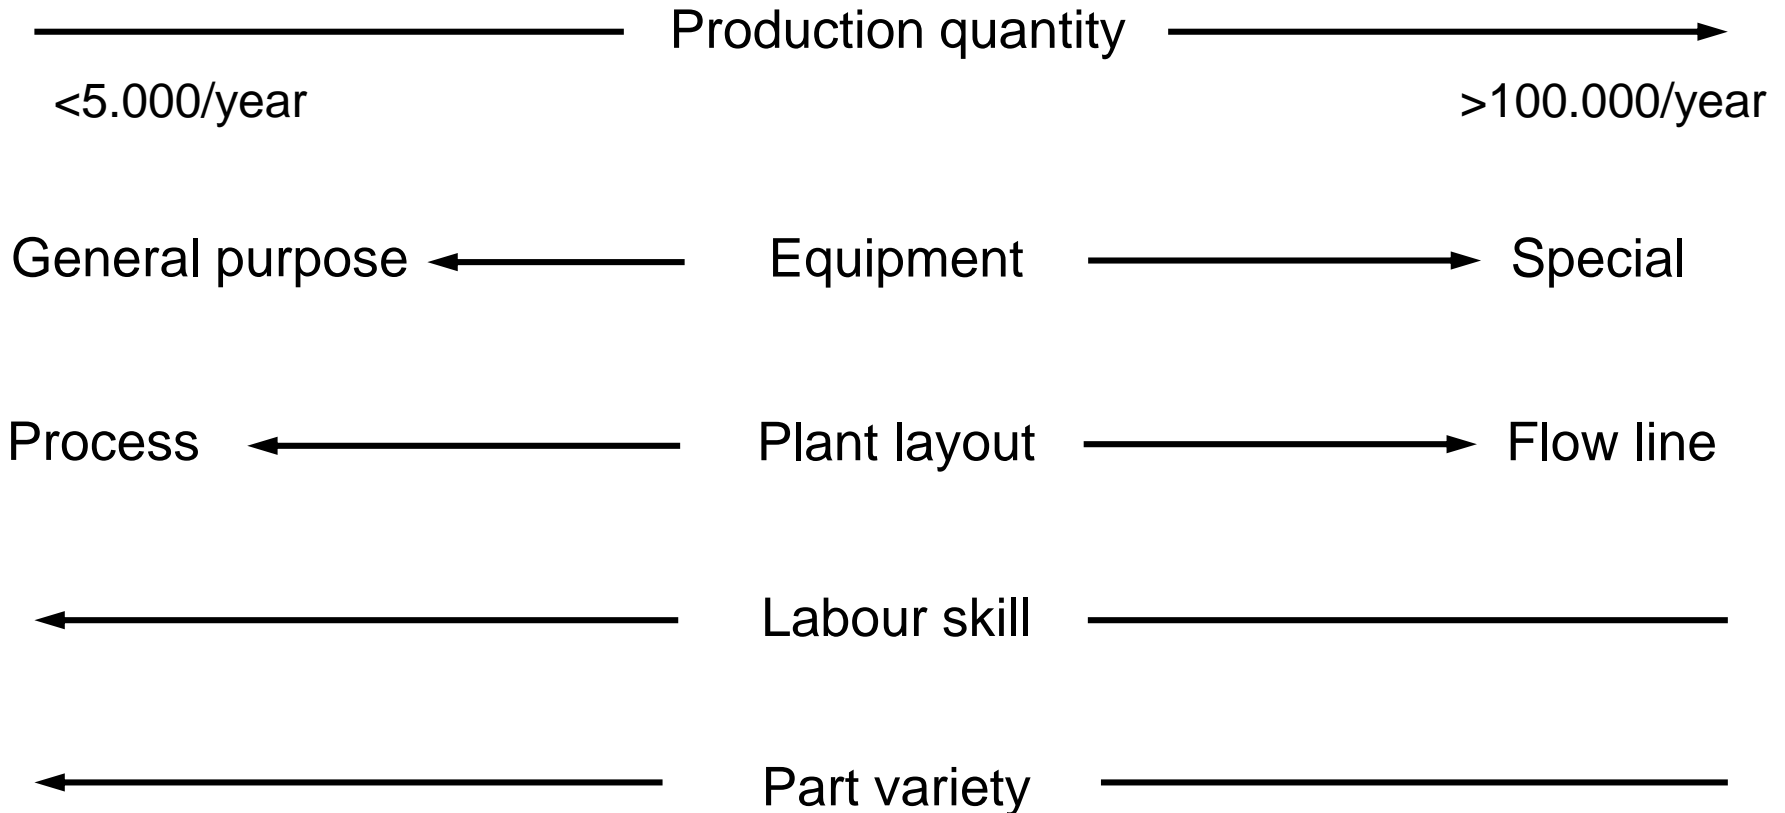 Production quantity
<5.000/year >100.000/year
General purpose Equipment Special
Process Plant layout Flow line
Labour skill
Part variety